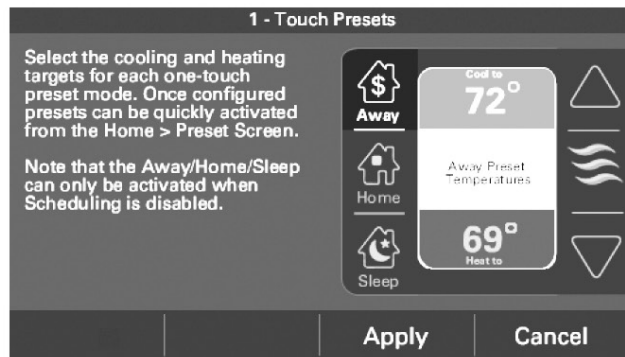 1 - Touch Presets
Select the cooling and heating
targets for each one-touch
preset mode. Once configured
presets can be quickly activated
from the Home > Preset Screen.
Note that the Away/Home/Sleep
can only be activated when
Scheduling is disabled.
$
Away
Home
Sleep
Cool to
72°
Away Preset
Temperatures
69°
Heat to
Apply
Cancel